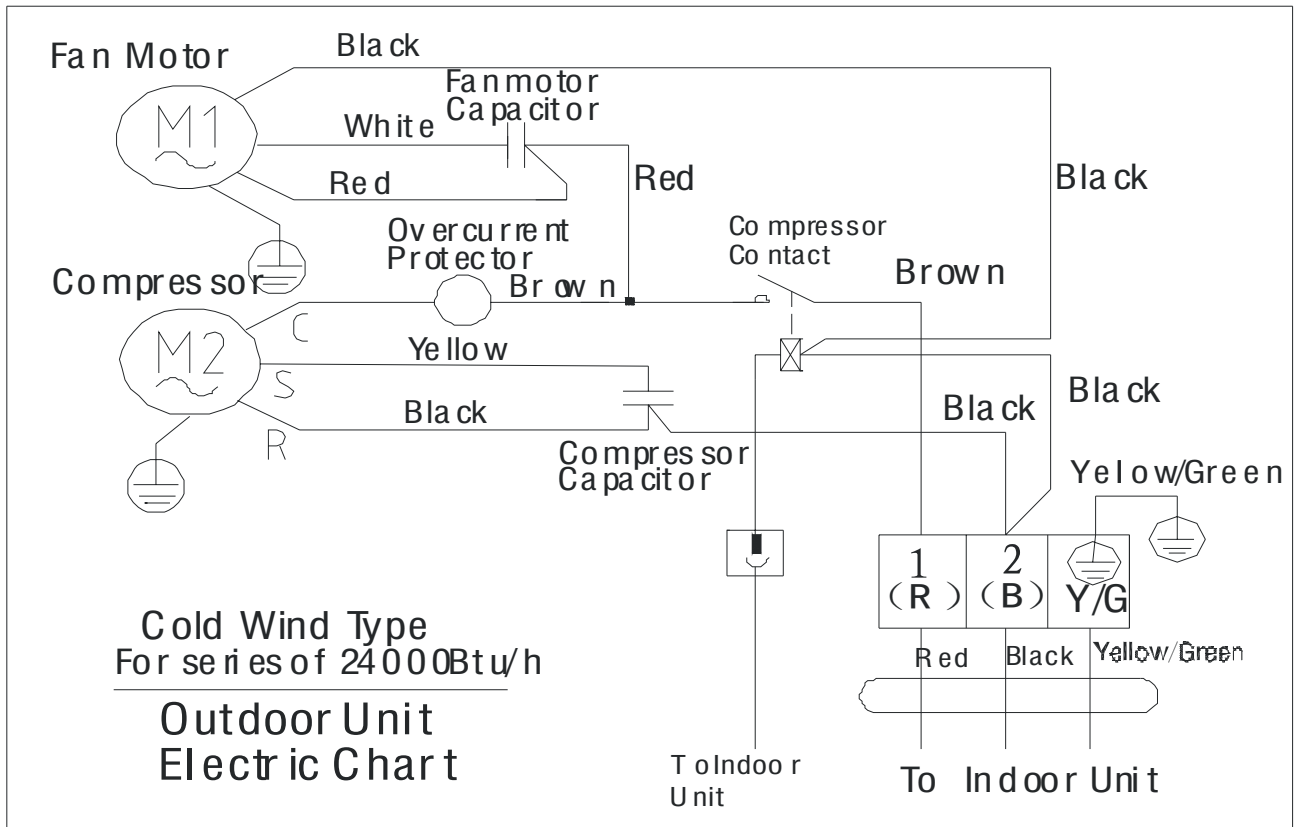 Fan Motor
Black
Fanmotor
Capacitor
M1
White
Red
Red
Black
Overcurrent
Protector
Compressor
Contact
Compressor
Brown
Brown
C
M2
Yellow
S
Black
R
Black
Black
Compressor
Capacitor
Yelow/Green
1
2
(R)
(B)
Y/G
Cold Wind Type
For series of 24000Btu/h
Red
Black
Yellow/Green
Outdoor Unit
Electric Chart
To Indoor
Unit
To Indoor Unit